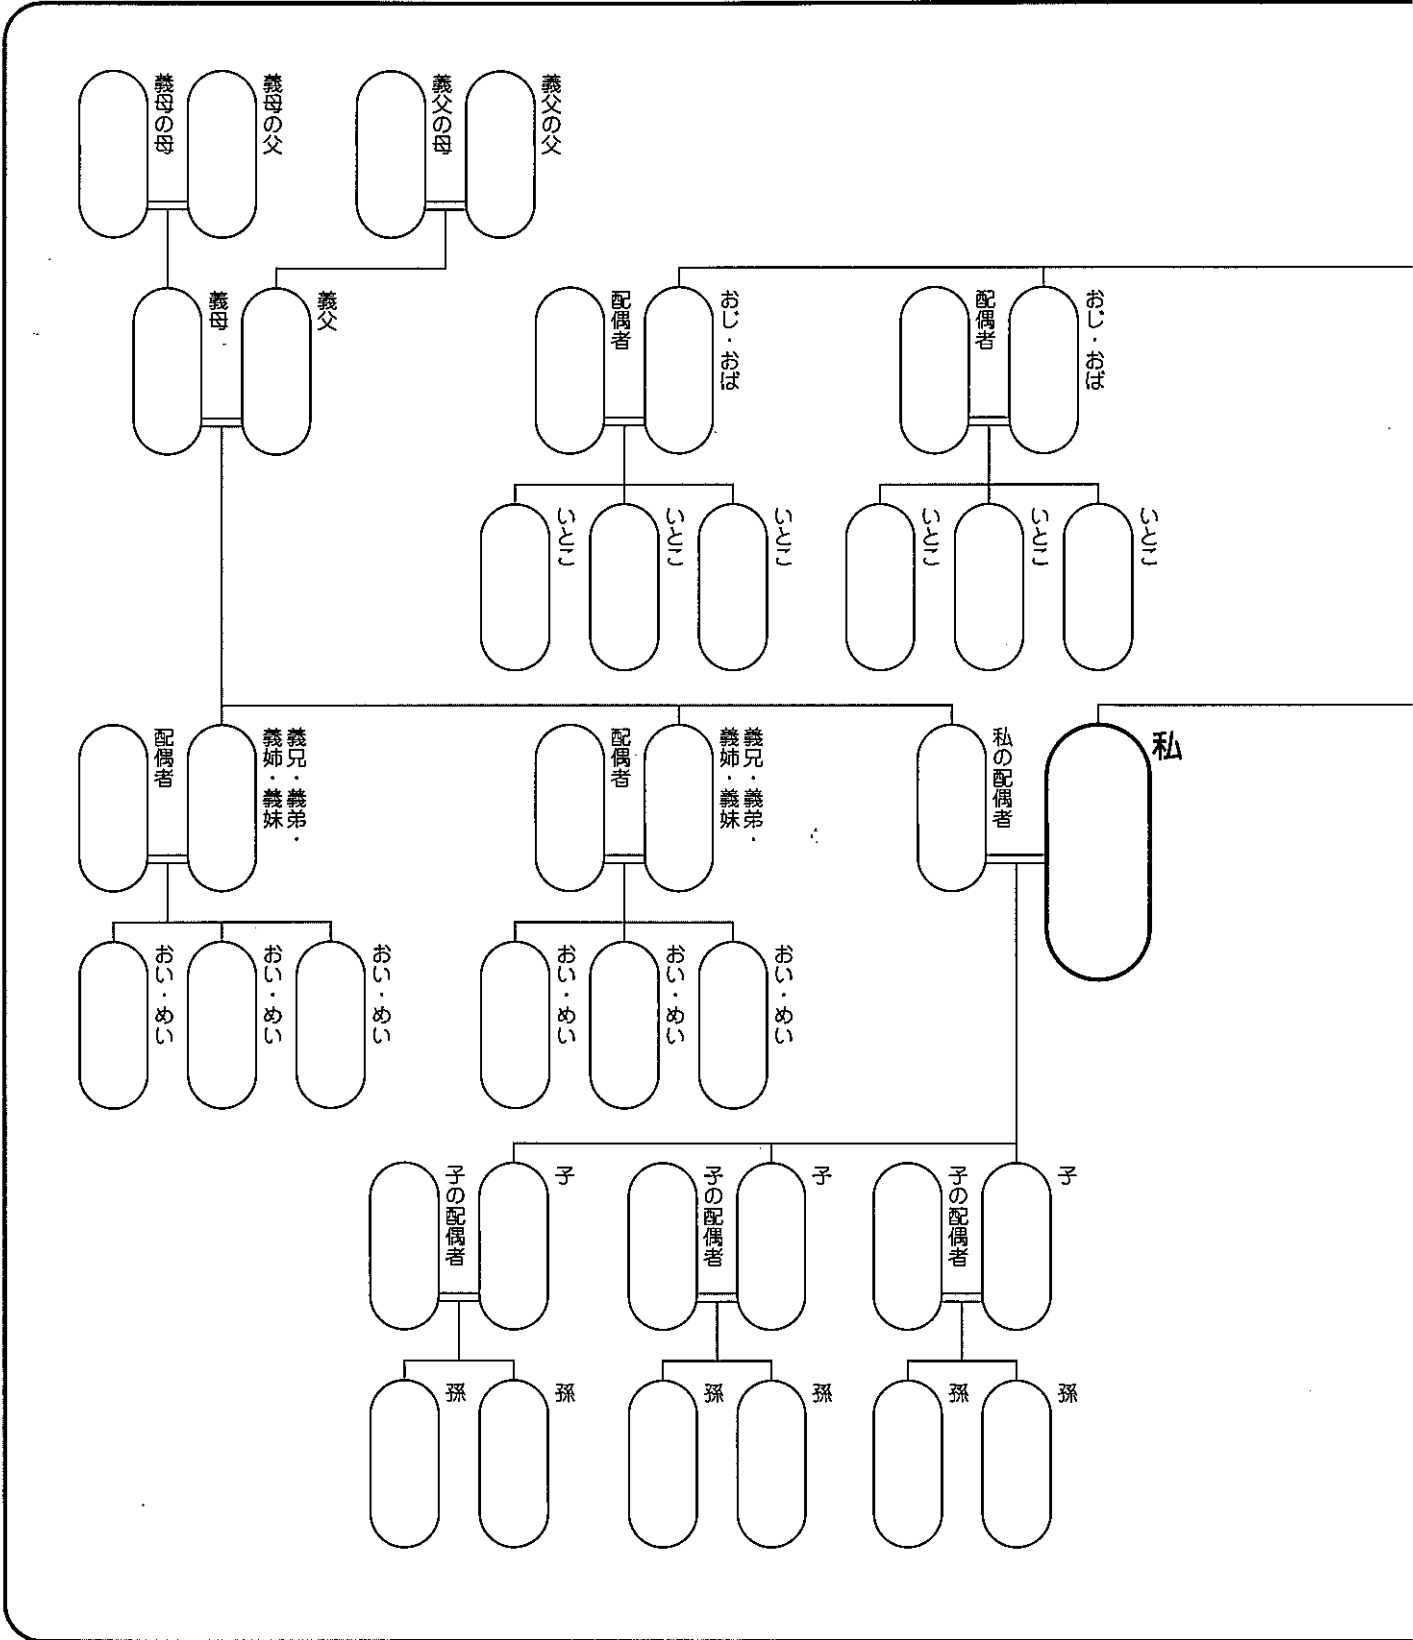 義父の父
義父の母
義母の父
義母の母
おじ・おば
配偶者
おじ・おば
配偶者
義父
義母
いとこ
いとこ
いとこ
いとこ
いとこ
いとこ
私
私の配偶者
義兄・義弟・
義姉・義妹
配偶者
義兄・義弟・
義姉・義妹
配偶者
おい・めい
おい・めい
おい・めい
おい・めい
おい・めい
おい・めい
子
子の配偶者
子
子の配偶者
子
子の配偶者
孫
孫
孫
孫
孫
孫